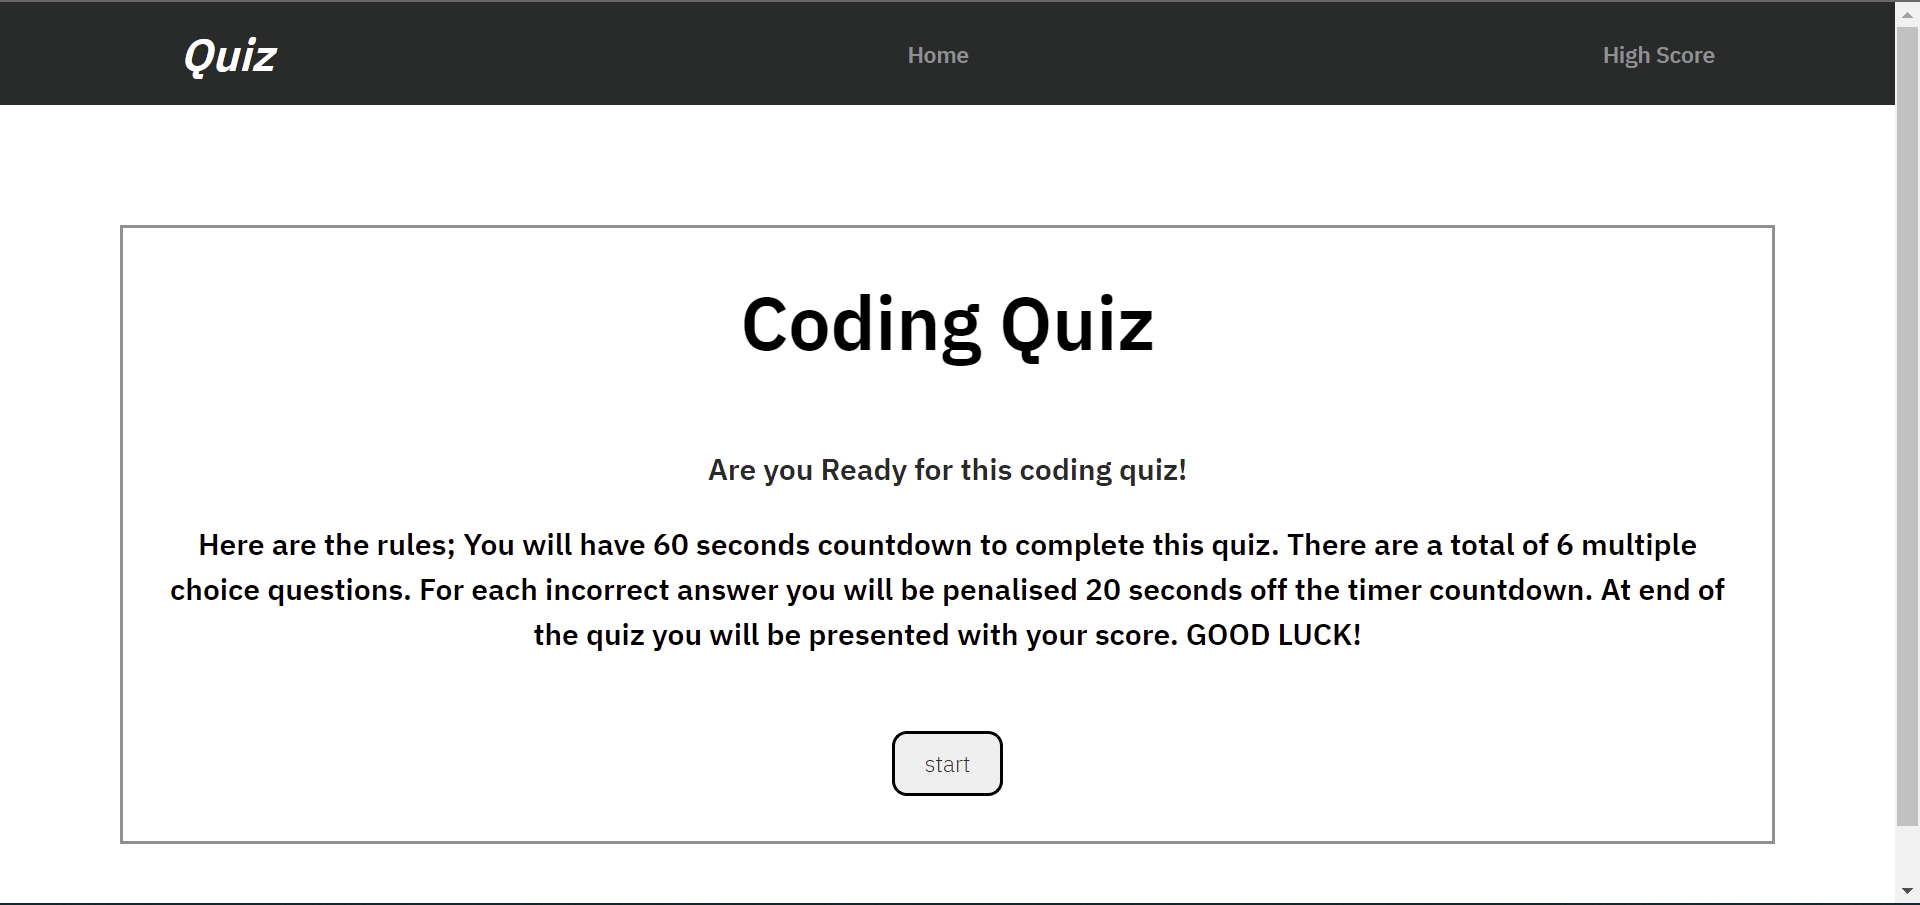 Quiz
Home
High Score
Coding Quiz
Are you Ready for this coding quiz!
Here are the rules; You will have 60 seconds countdown to complete this quiz. There are a total of 6 multiple
choice questions. For each incorrect answer you will be penalised 20 seconds off the timer countdown. At end of
the quiz you will be presented with your score. GOOD LUCK!
start